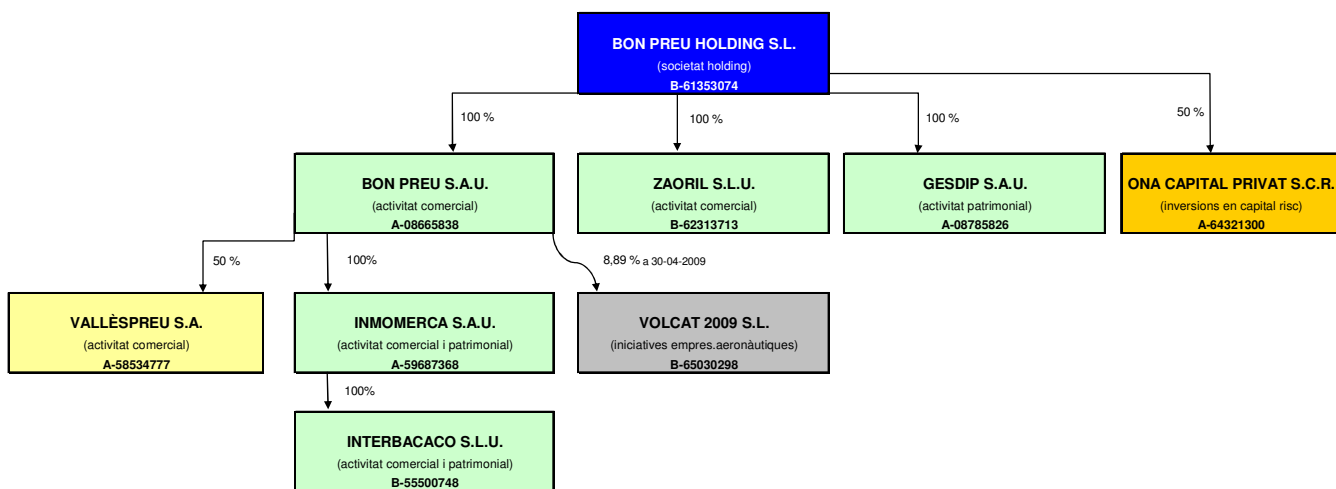 BON PREU HOLDING S.L.
(societat holding)
B-61353074
100 %
100 %
100 %
50 %
BON PREU S.A.U.
(activitat comercial)
A-08665838
ZAORIL S.L.U.
(activitat comercial)
B-62313713
GESDIP S.A.U.
(activitat patrimonial)
A-08785826
ONA CAPITAL PRIVAT S.C.R.
(inversions en capital risc)
A-64321300
50 %
100%
8,89 % a 30-04-2009
VALLÈSPREU S.A.
(activitat comercial)
A-58534777
INMOMERCA S.A.U.
(activitat comercial i patrimonial)
A-59687368
VOLCAT 2009 S.L.
(iniciatives empres.aeronàutiques)
B-65030298
100%
INTERBACACO S.L.U.
(activitat comercial i patrimonial)
B-55500748